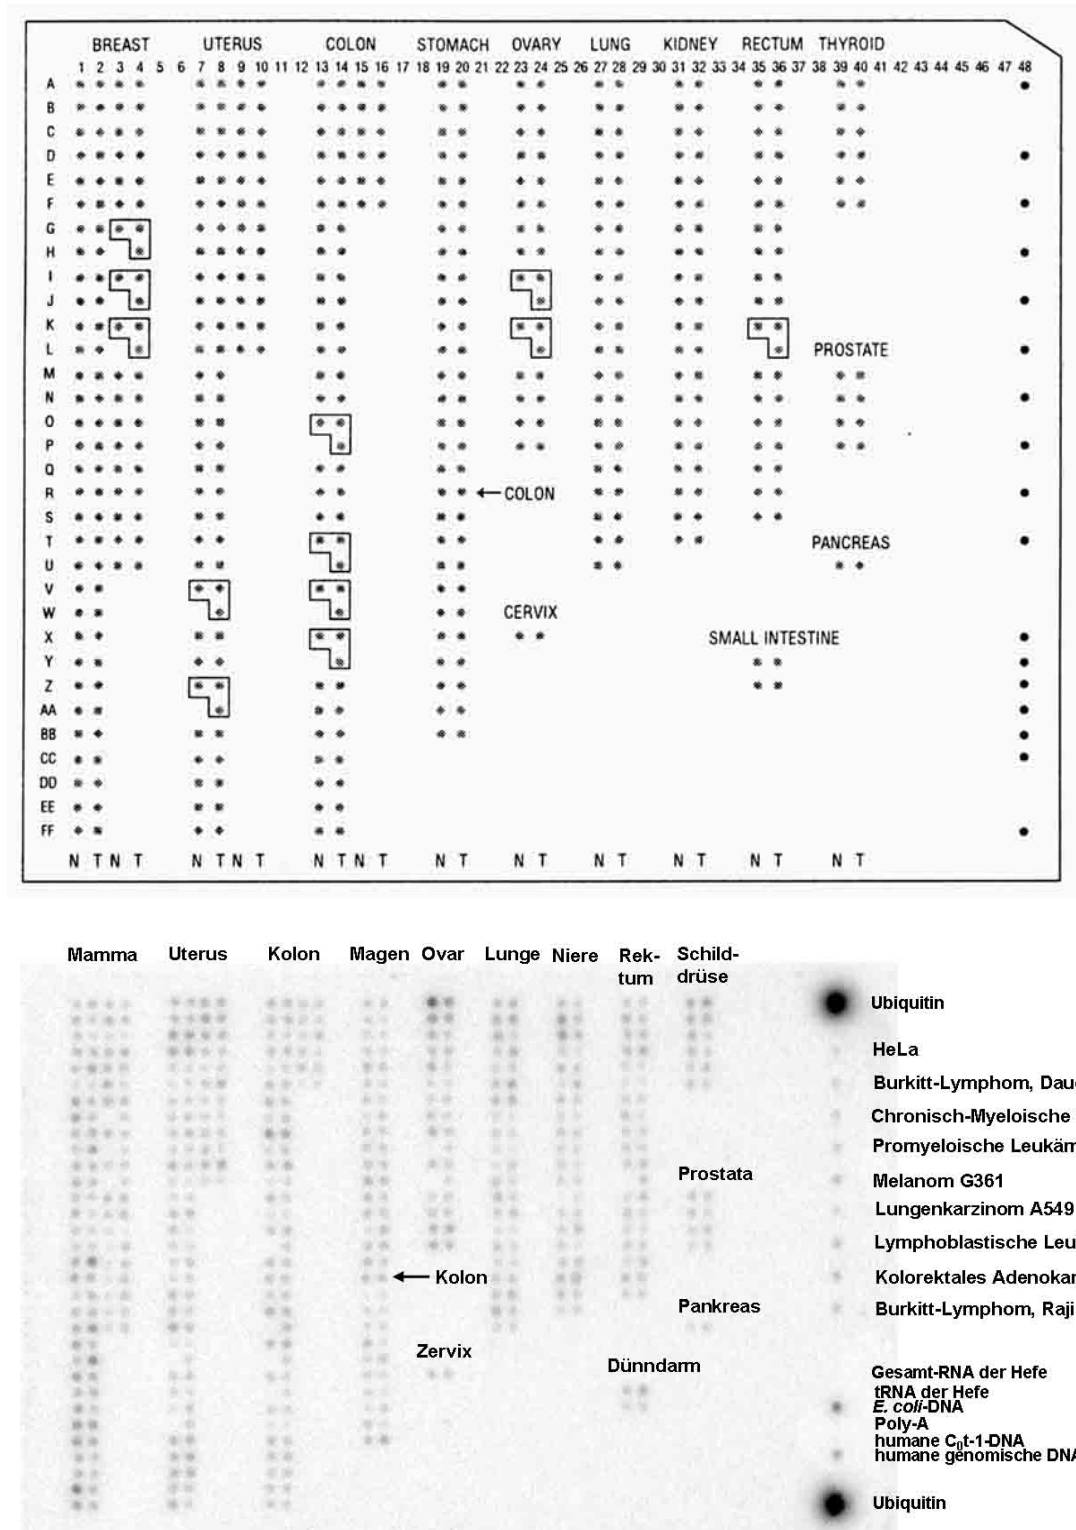 BREAST UTERUS COLON STOMACH OVARY LUNG KIDNEY RECTUM THYROID
1 2 3 4 5 6 7 8 9 10 11 12 13 14 15 16 17 18 19 20 21 22 23 24 25 26 27 28 29 30 31 32 33 34 35 36 37 38 39 40 41 42 43 44 45 46 47 48
A
B
C
D
E
F
G
H
I
J
K
L PROSTATE
M
N
O
P
Q
R ← COLON
S
T PANCREAS
U
V
W CERVIX
X SMALL INTESTINE
Y
Z
AA
BB
CC
DD
EE
FF
N T N T N T N T N T N T N T N T N T N T N T N T
Mamma Uterus Kolon Magen Ovar Lunge Niere Rek- Schild-
tum drüse
Ubiquitin
HeLa
Burkitt-Lymphom, Dau
Chronisch-Myeloische
Promyeloische Leukäm
Prostata
Melanom G361
Lungenkarzinom A549
Lymphoblastische Leu
← Kolon
Kolorektales Adenokar
Pankreas
Burkitt-Lymphom, Raji
Zervix
Dünndarm
Gesamt-RNA der Hefe
tRNA der Hefe
E. coli-DNA
Poly-A
humane C₀t-1-DNA
humane genomische DNA
Ubiquitin